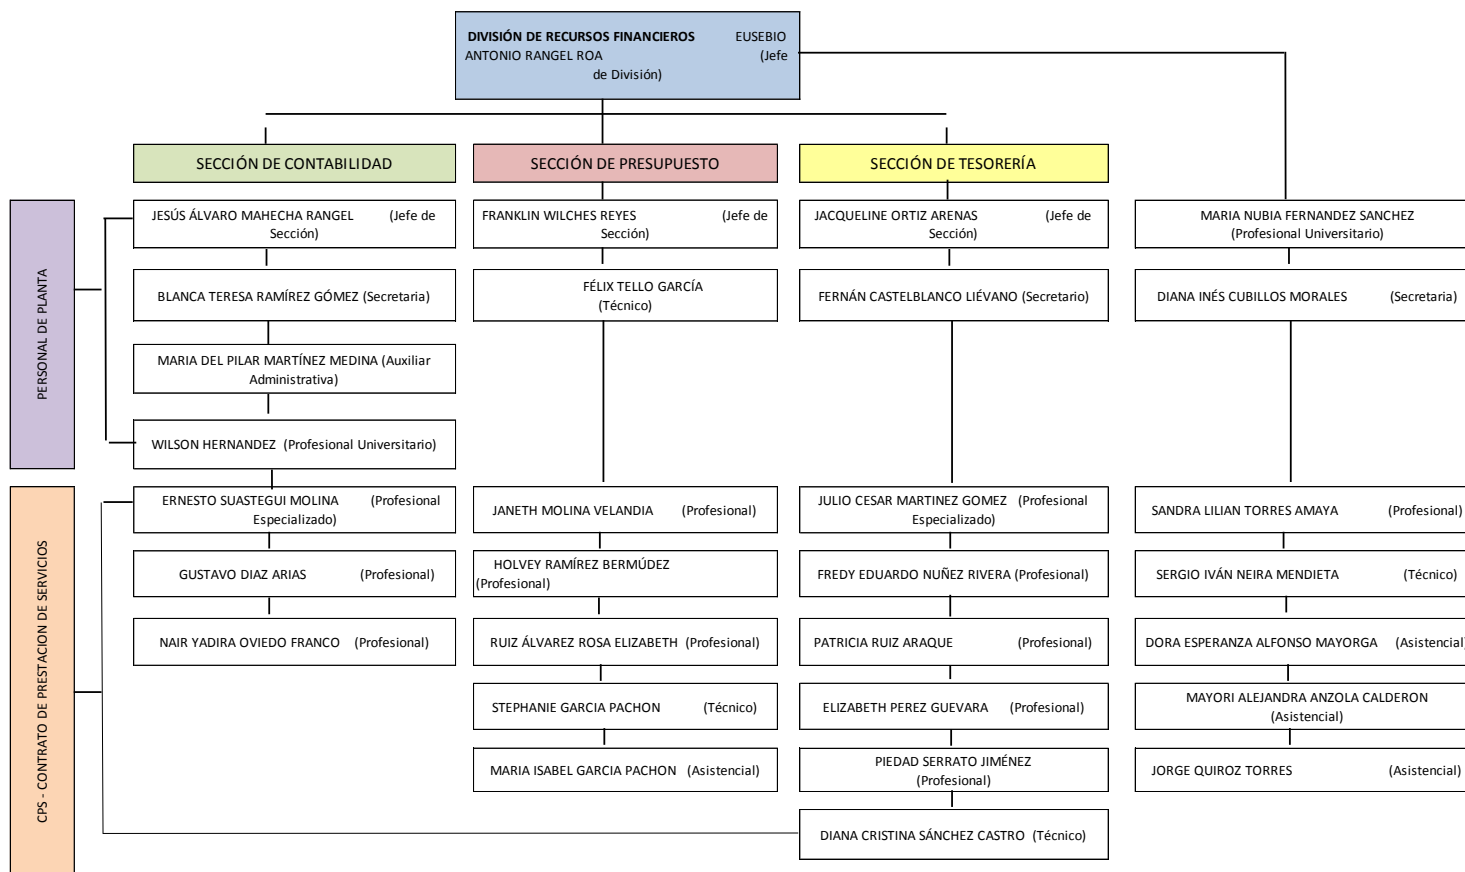 DIVISIÓN DE RECURSOS FINANCIEROS EUSEBIO
ANTONIO RANGEL ROA (Jefe
de División)
SECCIÓN DE CONTABILIDAD
SECCIÓN DE PRESUPUESTO
SECCIÓN DE TESORERÍA
PERSONAL DE PLANTA
JESÚS ÁLVARO MAHECHA RANGEL (Jefe de
Sección)
FRANKLIN WILCHES REYES (Jefe de
Sección)
JACQUELINE ORTIZ ARENAS (Jefe de
Sección)
MARIA NUBIA FERNANDEZ SANCHEZ
(Profesional Universitario)
BLANCA TERESA RAMÍREZ GÓMEZ (Secretaria)
FÉLIX TELLO GARCÍA
(Técnico)
FERNÁN CASTELBLANCO LIÉVANO (Secretario)
DIANA INÉS CUBILLOS MORALES (Secretaria)
MARIA DEL PILAR MARTÍNEZ MEDINA (Auxiliar
Administrativa)
WILSON HERNANDEZ (Profesional Universitario)
CPS - CONTRATO DE PRESTACION DE SERVICIOS
ERNESTO SUASTEGUI MOLINA (Profesional
Especializado)
JANETH MOLINA VELANDIA (Profesional)
JULIO CESAR MARTINEZ GOMEZ (Profesional
Especializado)
SANDRA LILIAN TORRES AMAYA (Profesional)
GUSTAVO DIAZ ARIAS (Profesional)
HOLVEY RAMÍREZ BERMÚDEZ
(Profesional)
FREDY EDUARDO NUÑEZ RIVERA (Profesional)
SERGIO IVÁN NEIRA MENDIETA (Técnico)
NAIR YADIRA OVIEDO FRANCO (Profesional)
RUIZ ÁLVAREZ ROSA ELIZABETH (Profesional)
PATRICIA RUIZ ARAQUE (Profesional)
DORA ESPERANZA ALFONSO MAYORGA (Asistencial)
STEPHANIE GARCIA PACHON (Técnico)
ELIZABETH PEREZ GUEVARA (Profesional)
MAYORI ALEJANDRA ANZOLA CALDERON
(Asistencial)
MARIA ISABEL GARCIA PACHON (Asistencial)
PIEDAD SERRATO JIMÉNEZ
(Profesional)
JORGE QUIROZ TORRES (Asistencial)
DIANA CRISTINA SÁNCHEZ CASTRO (Técnico)